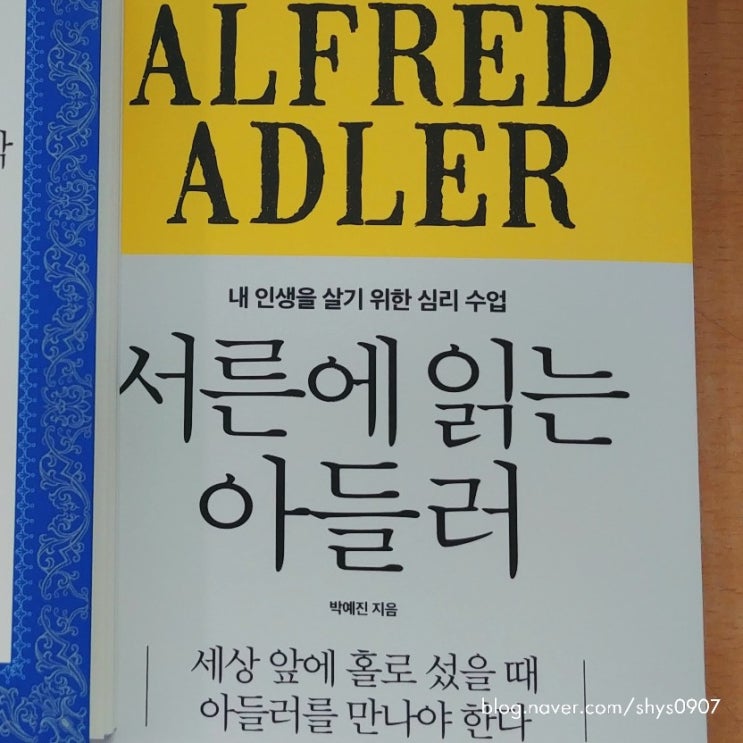 ALFRED
ADLER
내 인생을 살기 위한 심리 수업
서른에 읽는
아들러
박예진 지음
세상 앞에 홀로 섰을 때
아들러를 만나야 한다
blog.naver.com/shys0907